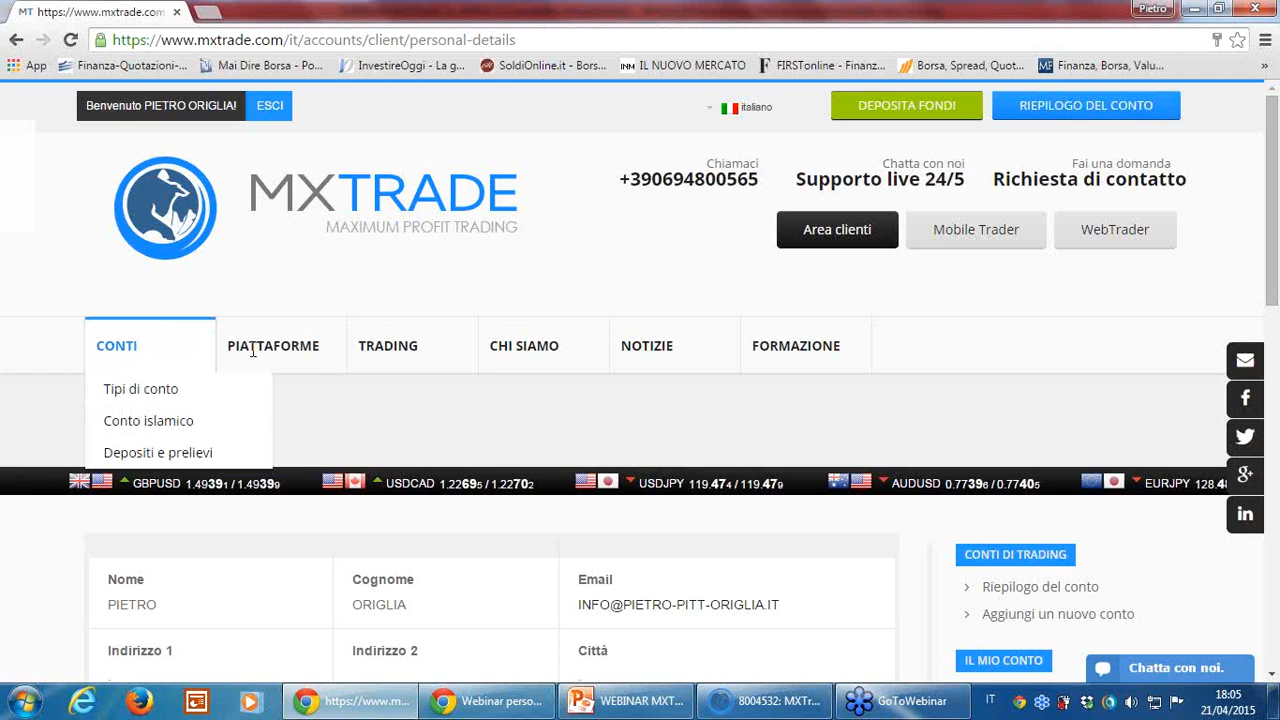 MT https://www.mxtrade.com
Pietro
https://www.mxtrade.com/it/accounts/client/personal-details
App Finanza-Quotazioni-... Mai Dire Borsa - Po... InvestireOggi - La g... SoldiOnline.it - Bors... INM IL NUOVO MERCATO F FIRSTonline - Finanz... Borsa, Spread, Quot... MF Finanza, Borsa, Valu... »
Benvenuto PIETRO ORIGLIA! ESCI italiano DEPOSITA FONDI RIEPILOGO DEL CONTO
Chiamaci Chatta con noi Fai una domanda
+390694800565 Supporto live 24/5 Richiesta di contatto
MXTRADE
MAXIMUM PROFIT TRADING
Area clienti Mobile Trader WebTrader
CONTI PIATTAFORME TRADING CHI SIAMO NOTIZIE FORMAZIONE
Tipi di conto
Conto islamico
Depositi e prelievi
GBPUSD 1.49391 / 1.49399 USDCAD 1.22695 / 1.22702 USDJPY 119.474 / 119.479 AUDUSD 0.77396 / 0.77405 EURJPY 128.4
CONTI DI TRADING
Nome Cognome Email
PIETRO ORIGLIA INFO@PIETRO-PITT-ORIGLIA.IT
Riepilogo del conto
Aggiungi un nuovo conto
Indirizzo 1 Indirizzo 2 Città
IL MIO CONTO
Chatta con noi.
https://www.m... Webinar perso... WEBINAR MXT... 8004532: MXTr... GoToWebinar IT 18:05
21/04/2015